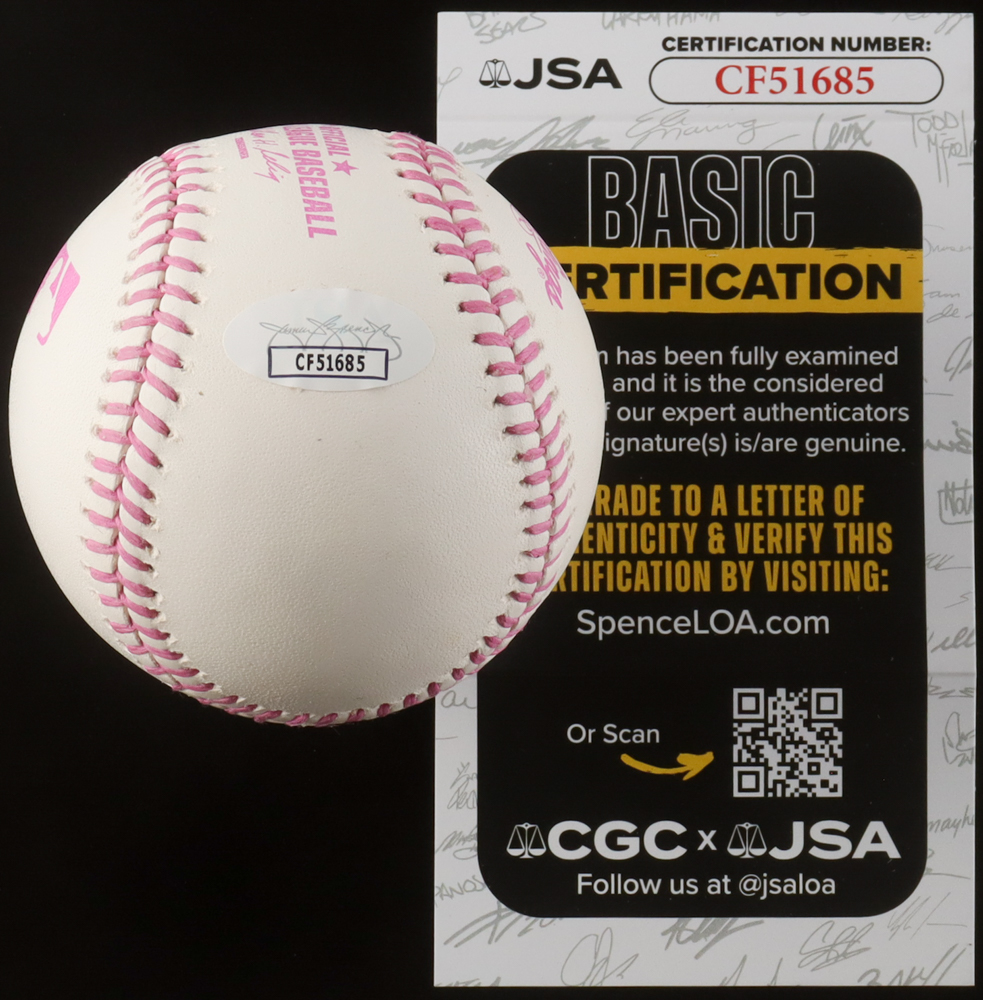 OFFICIAL
LEAGUE BASEBALL
CF51685
JSA
CERTIFICATION NUMBER:
CF51685
BASIC
ERTIFICATION
m has been fully examined
and it is the considered
f our expert authenticators
ignature(s) is/are genuine.
RADE TO A LETTER OF
ENTICITY & VERIFY THIS
RTIFICATION BY VISITING:
SpenceLOA.com
Or Scan
CGC x JSA
Follow us at @jsaloa